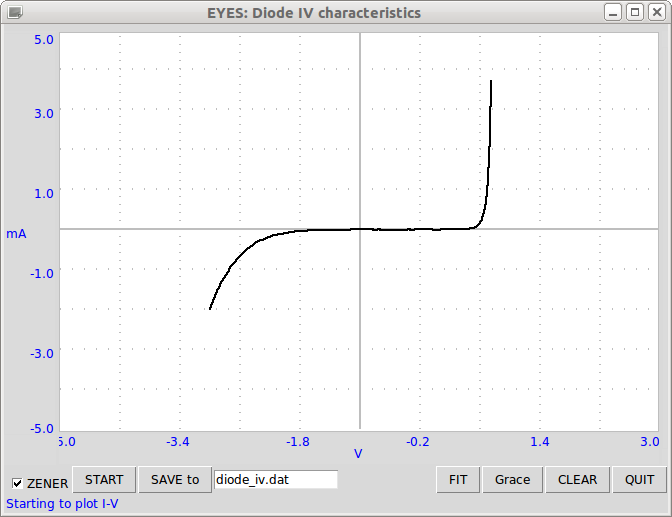 EYES: Diode IV characteristics
5.0
3.0
1.0
mA
-1.0
-3.0
-5.0
5.0 -3.4 -1.8 -0.2 1.4 3.0
V
ZENER START SAVE to diode_iv.dat FIT Grace CLEAR QUIT
Starting to plot I-V